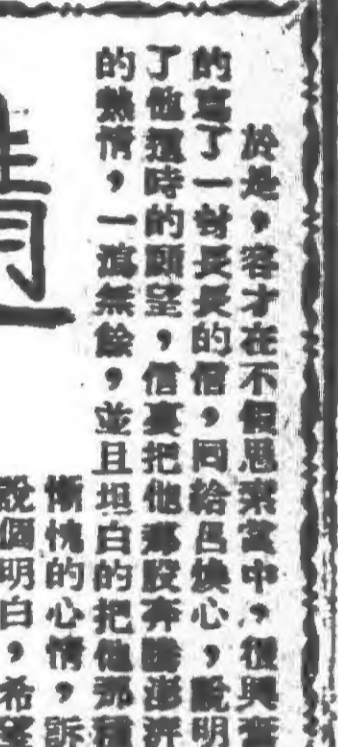 於是，容才在不假思索當中，很興奮
的寫了一封長長的信，回給呂煥心，說明
了他這時的願望，信裏把他那股奔騰澎湃
的熱情，一瀉無餘，並且坦白的把他那種
慚愧的心情，訴
說個明白，希望